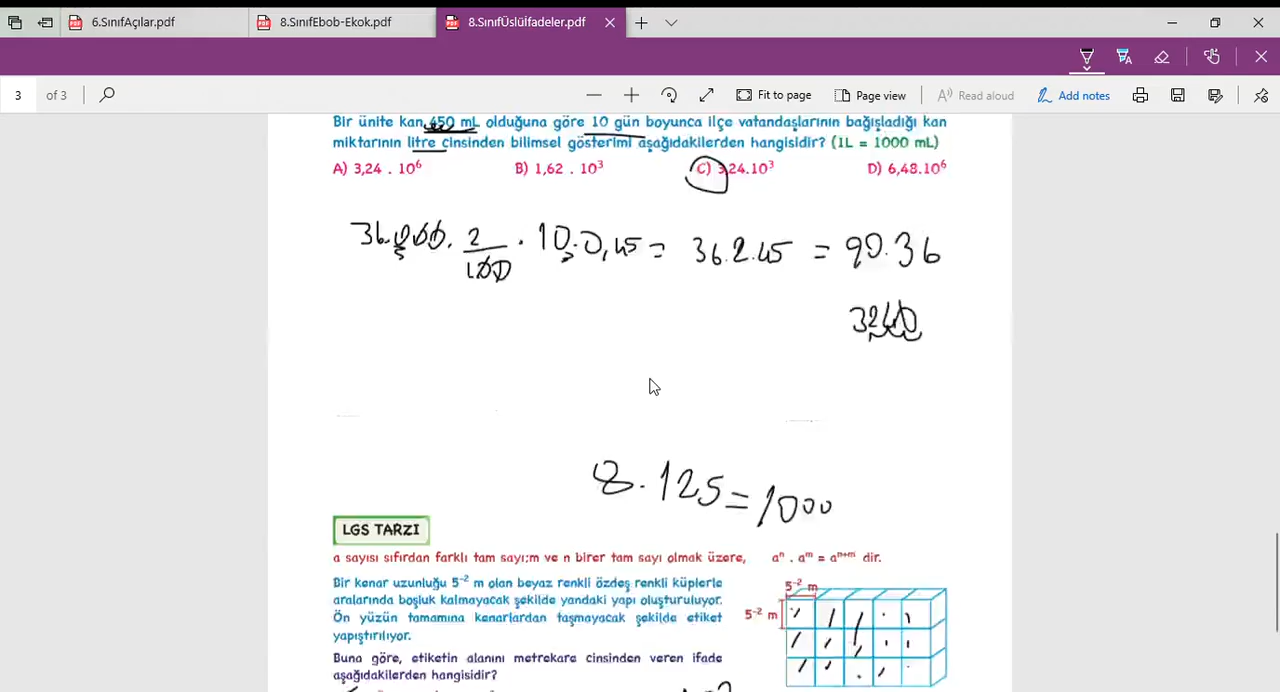 6.SınıfAçılar.pdf
8.SınıfEbob-Ekok.pdf
8.SınıfÜslüİfadeler.pdf
3 of 3
Fit to page
Page view
Read aloud
Add notes
Bir ünite kan 450 mL olduğuna göre 10 gün boyunca ilçe vatandaşlarının bağışladığı kan
miktarının litre cinsinden bilimsel gösterimi aşağıdakilerden hangisidir? (1L = 1000 mL)
A) 3,24 . 10⁶ B) 1,62 . 10³ C) 3,24.10³ D) 6,48.10⁶
36.000 . 2/100 . 10.0,45 = 36.2.45 = 90.36
3240
8.125=1000
LGS TARZI
a sayısı sıfırdan farklı tam sayı;m ve n birer tam sayı olmak üzere, aⁿ . aᵐ = aⁿ⁺ᵐ dir.
Bir kenar uzunluğu 5⁻² m olan beyaz renkli özdeş renkli küplerle
aralarında boşluk kalmayacak şekilde yandaki yapı oluşturuluyor.
Ön yüzün tamamına kenarlardan taşmayacak şekilde etiket
yapıştırılıyor.
5⁻² m
5⁻² m
Buna göre, etiketin alanını metrekare cinsinden veren ifade
aşağıdakilerden hangisidir?